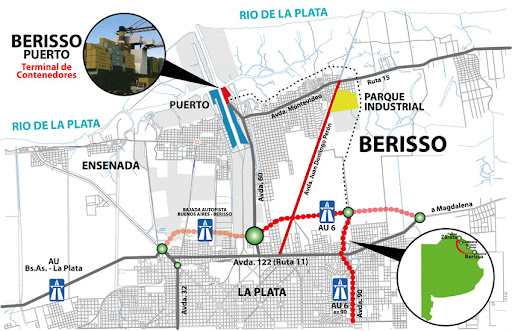 BERISSO
PUERTO
Terminal de
Contenedores
RIO DE LA PLATA
Ruta 15
PUERTO
Avda. Montevideo
PARQUE
INDUSTRIAL
RIO DE LA PLATA
ENSENADA
BERISSO
Avda. Juan Domingo Perón
Avda. 60
BAJADA AUTOPISTA
BUENOS AIRES - BERISSO
a Magdalena
AU 6
AU
Bs.As. - La Plata
Avda. 122 (Ruta 11)
Avda. 32
LA PLATA
AU 6
ex 90
Avda. 90
Zárate
Berisso